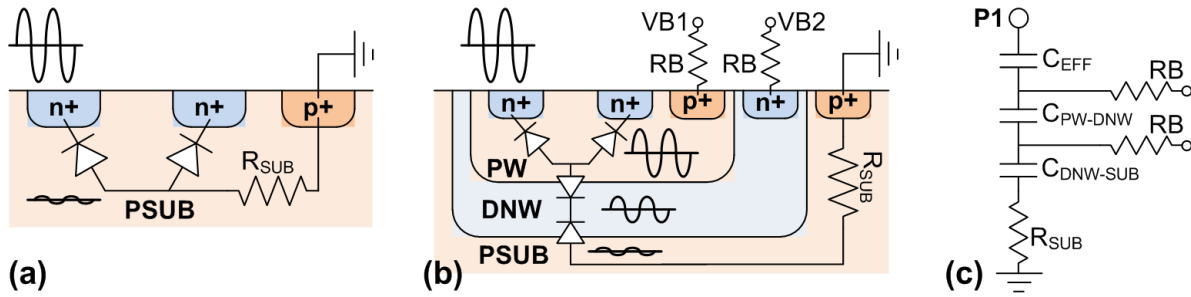 n+
n+
p+
R_SUB
PSUB
(a)
VB1
VB2
RB
RB
n+
n+
p+
n+
p+
PW
DNW
PSUB
R_SUB
(b)
(c)
P1
C_EFF
RB
C_PW-DNW
RB
C_DNW-SUB
R_SUB